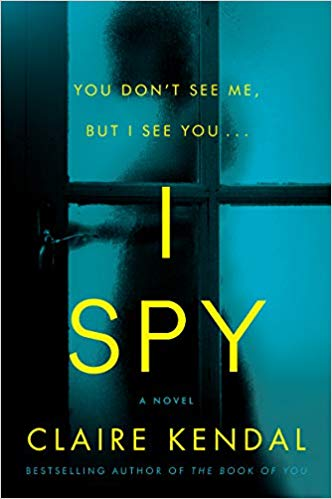 YOU DON'T SEE ME,
BUT I SEE YOU...
I
SPY
A NOVEL
CLAIRE KENDAL
BESTSELLING AUTHOR OF THE BOOK OF YOU